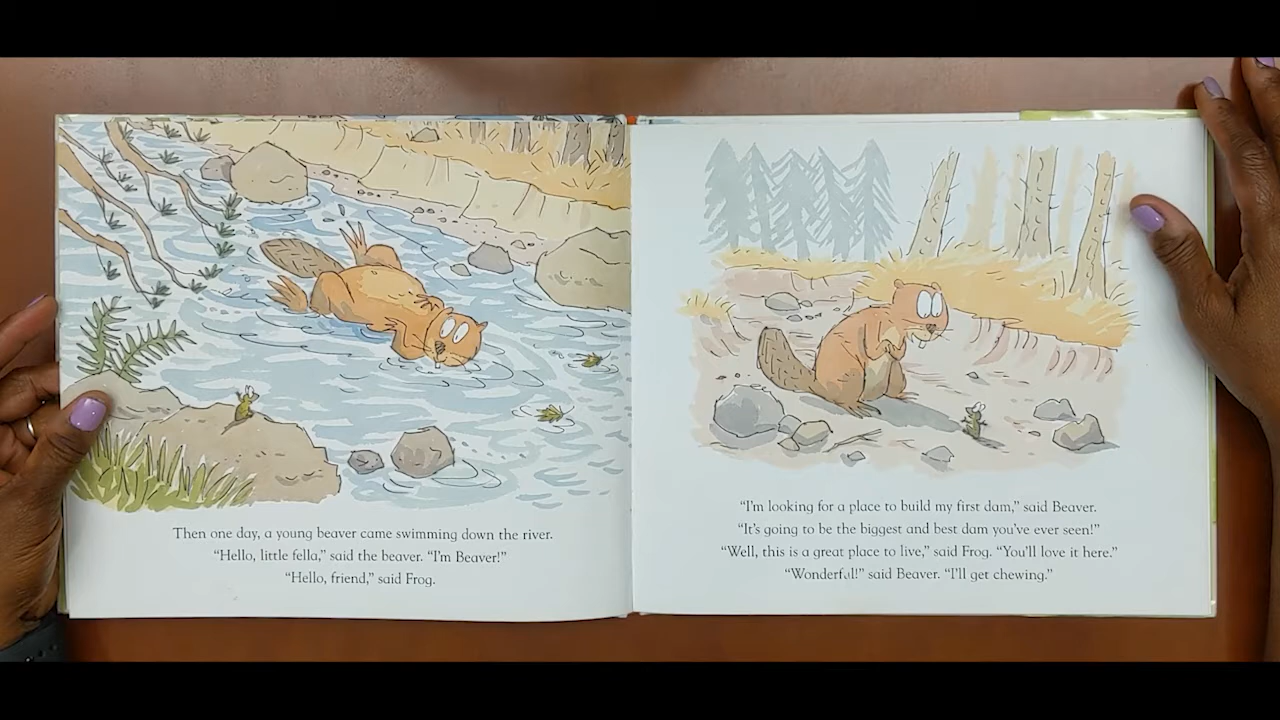 Then one day, a young beaver came swimming down the river.
“Hello, little fella,” said the beaver. “I’m Beaver!”
“Hello, friend,” said Frog.
“I’m looking for a place to build my first dam,” said Beaver.
“It’s going to be the biggest and best dam you’ve ever seen!”
“Well, this is a great place to live,” said Frog. “You’ll love it here.”
“Wonderful!” said Beaver. “I’ll get chewing.”